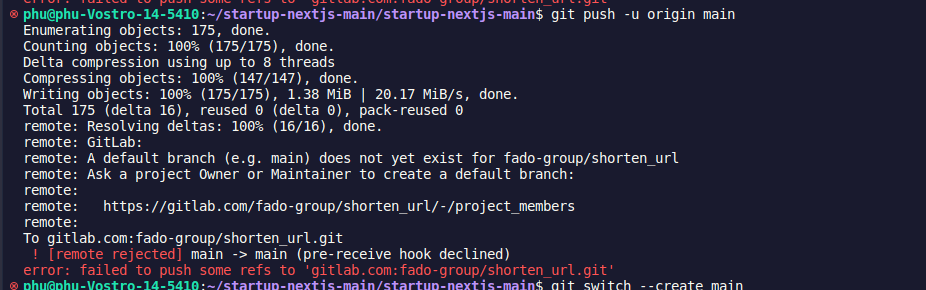 error: failed to push some refs to 'gitlab.com:fado-group/shorten_url.git'
phu@phu-Vostro-14-5410:~/startup-nextjs-main/startup-nextjs-main$ git push -u origin main
Enumerating objects: 175, done.
Counting objects: 100% (175/175), done.
Delta compression using up to 8 threads
Compressing objects: 100% (147/147), done.
Writing objects: 100% (175/175), 1.38 MiB | 20.17 MiB/s, done.
Total 175 (delta 16), reused 0 (delta 0), pack-reused 0
remote: Resolving deltas: 100% (16/16), done.
remote: GitLab:
remote: A default branch (e.g. main) does not yet exist for fado-group/shorten_url
remote: Ask a project Owner or Maintainer to create a default branch:
remote:
remote:   https://gitlab.com/fado-group/shorten_url/-/project_members
remote:
To gitlab.com:fado-group/shorten_url.git
 ! [remote rejected] main -> main (pre-receive hook declined)
error: failed to push some refs to 'gitlab.com:fado-group/shorten_url.git'
phu@phu-Vostro-14-5410:~/startup-nextjs-main/startup-nextjs-main$ git switch --create main